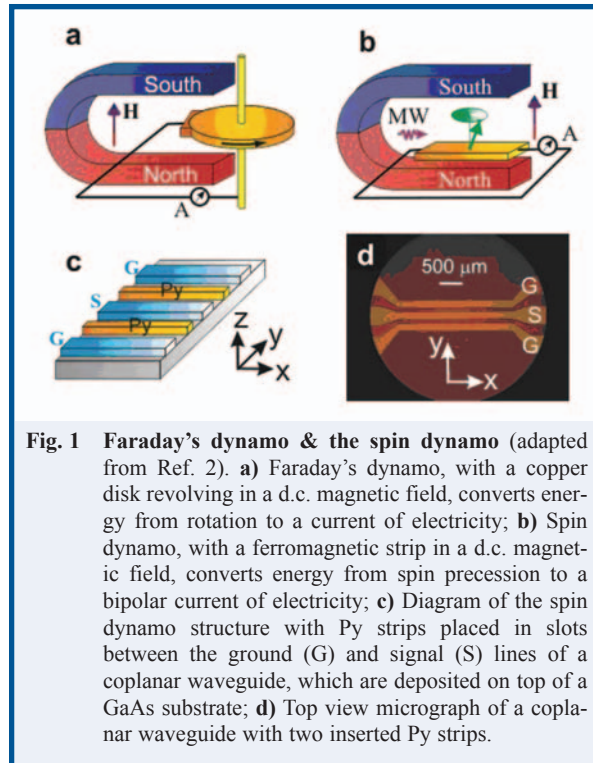 a
South
H
North
A
b
South
MW
H
A
North
c
G
Py
S
Py
G
z
y
x
d
500 μm
G
S
G
y
x
Fig. 1 Faraday's dynamo & the spin dynamo (adapted
from Ref. 2). a) Faraday's dynamo, with a copper
disk revolving in a d.c. magnetic field, converts ener-
gy from rotation to a current of electricity; b) Spin
dynamo, with a ferromagnetic strip in a d.c. magnet-
ic field, converts energy from spin precession to a
bipolar current of electricity; c) Diagram of the spin
dynamo structure with Py strips placed in slots
between the ground (G) and signal (S) lines of a
coplanar waveguide, which are deposited on top of a
GaAs substrate; d) Top view micrograph of a copla-
nar waveguide with two inserted Py strips.